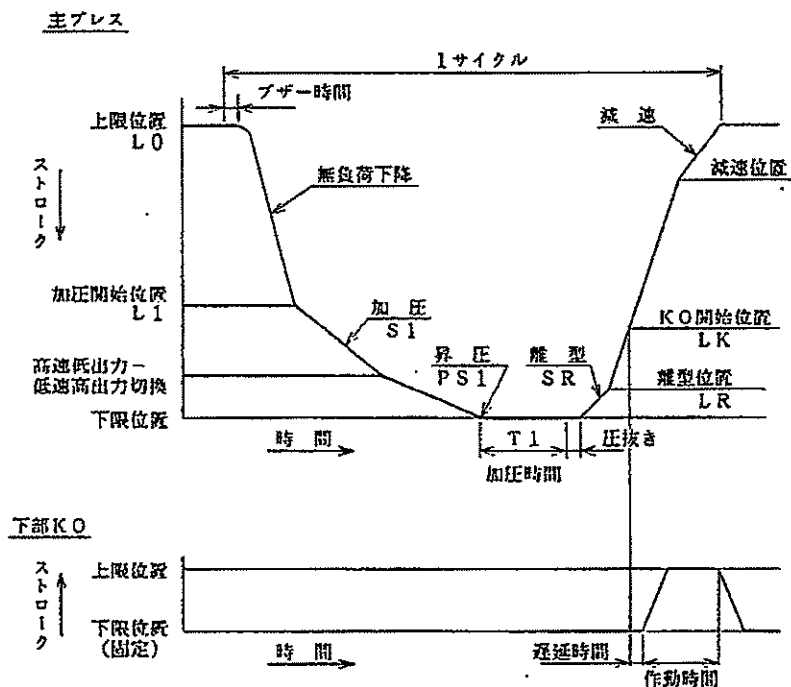 主プレス
1サイクル
ブザー時間
上限位置
L0
減速
ストローク
無負荷下降
減速位置
加圧開始位置
L1
加圧
S1
KO開始位置
LK
高速低出力−
低速高出力切換
昇圧
PS1
離型
SR
離型位置
LR
下限位置
時間
T1
圧抜き
加圧時間
下部KO
上限位置
ストローク
下限位置
(固定)
時間
遅延時間
作動時間